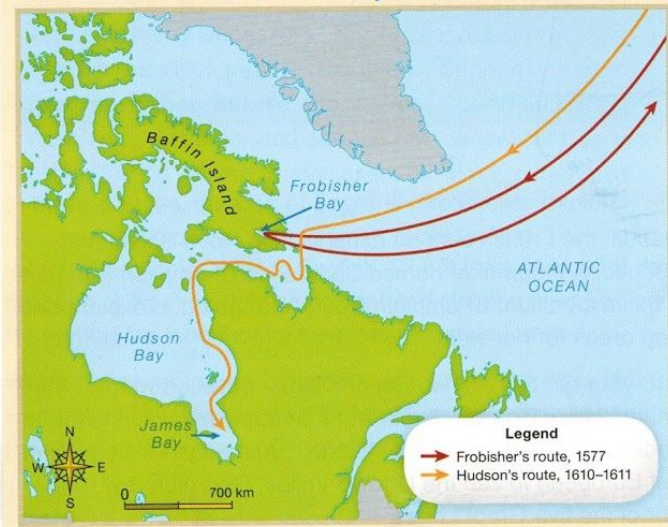 Baffin Island
Frobisher
Bay
ATLANTIC
OCEAN
Hudson
Bay
James
Bay
N
W
E
S
0
700 km
Legend
Frobisher's route, 1577
Hudson's route, 1610–1611